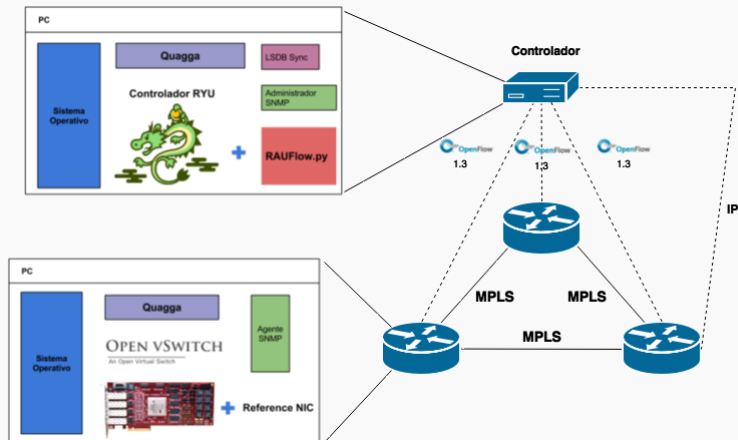 PC
Sistema
Operativo
Quagga
LSDB Sync
Controlador RYU
Administrador
SNMP
RAUFlow.py
Controlador
OpenFlow
1.3
OpenFlow
1.3
OpenFlow
1.3
IP
MPLS
MPLS
MPLS
PC
Sistema
Operativo
Quagga
Agente
SNMP
OPEN VSWITCH
An Open Virtual Switch
Reference NIC